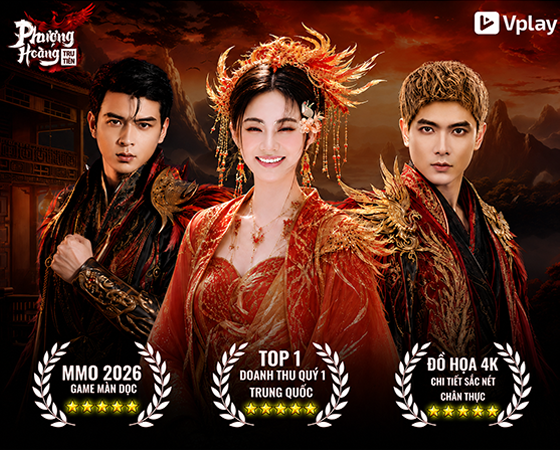 Phượng
Hoàng
TRU
TIÊN
Vplay
MMO 2026
GAME MÀN DỌC
TOP 1
DOANH THU QUÝ 1
TRUNG QUỐC
ĐỒ HỌA 4K
CHI TIẾT SẮC NÉT
CHÂN THỰC